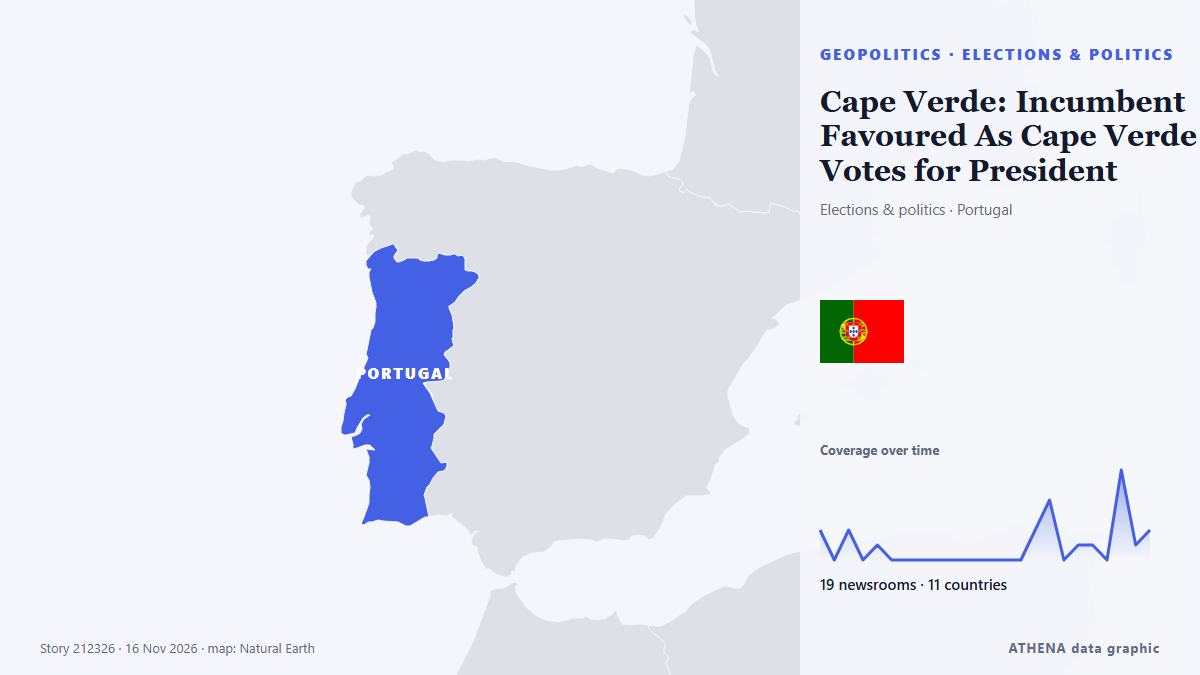 GEOPOLITICS · ELECTIONS & POLITICS
Cape Verde: Incumbent
Favoured As Cape Verde
Votes for President
Elections & politics · Portugal
PORTUGAL
Coverage over time
19 newsrooms · 11 countries
Story 212326 · 16 Nov 2026 · map: Natural Earth
ATHENA data graphic